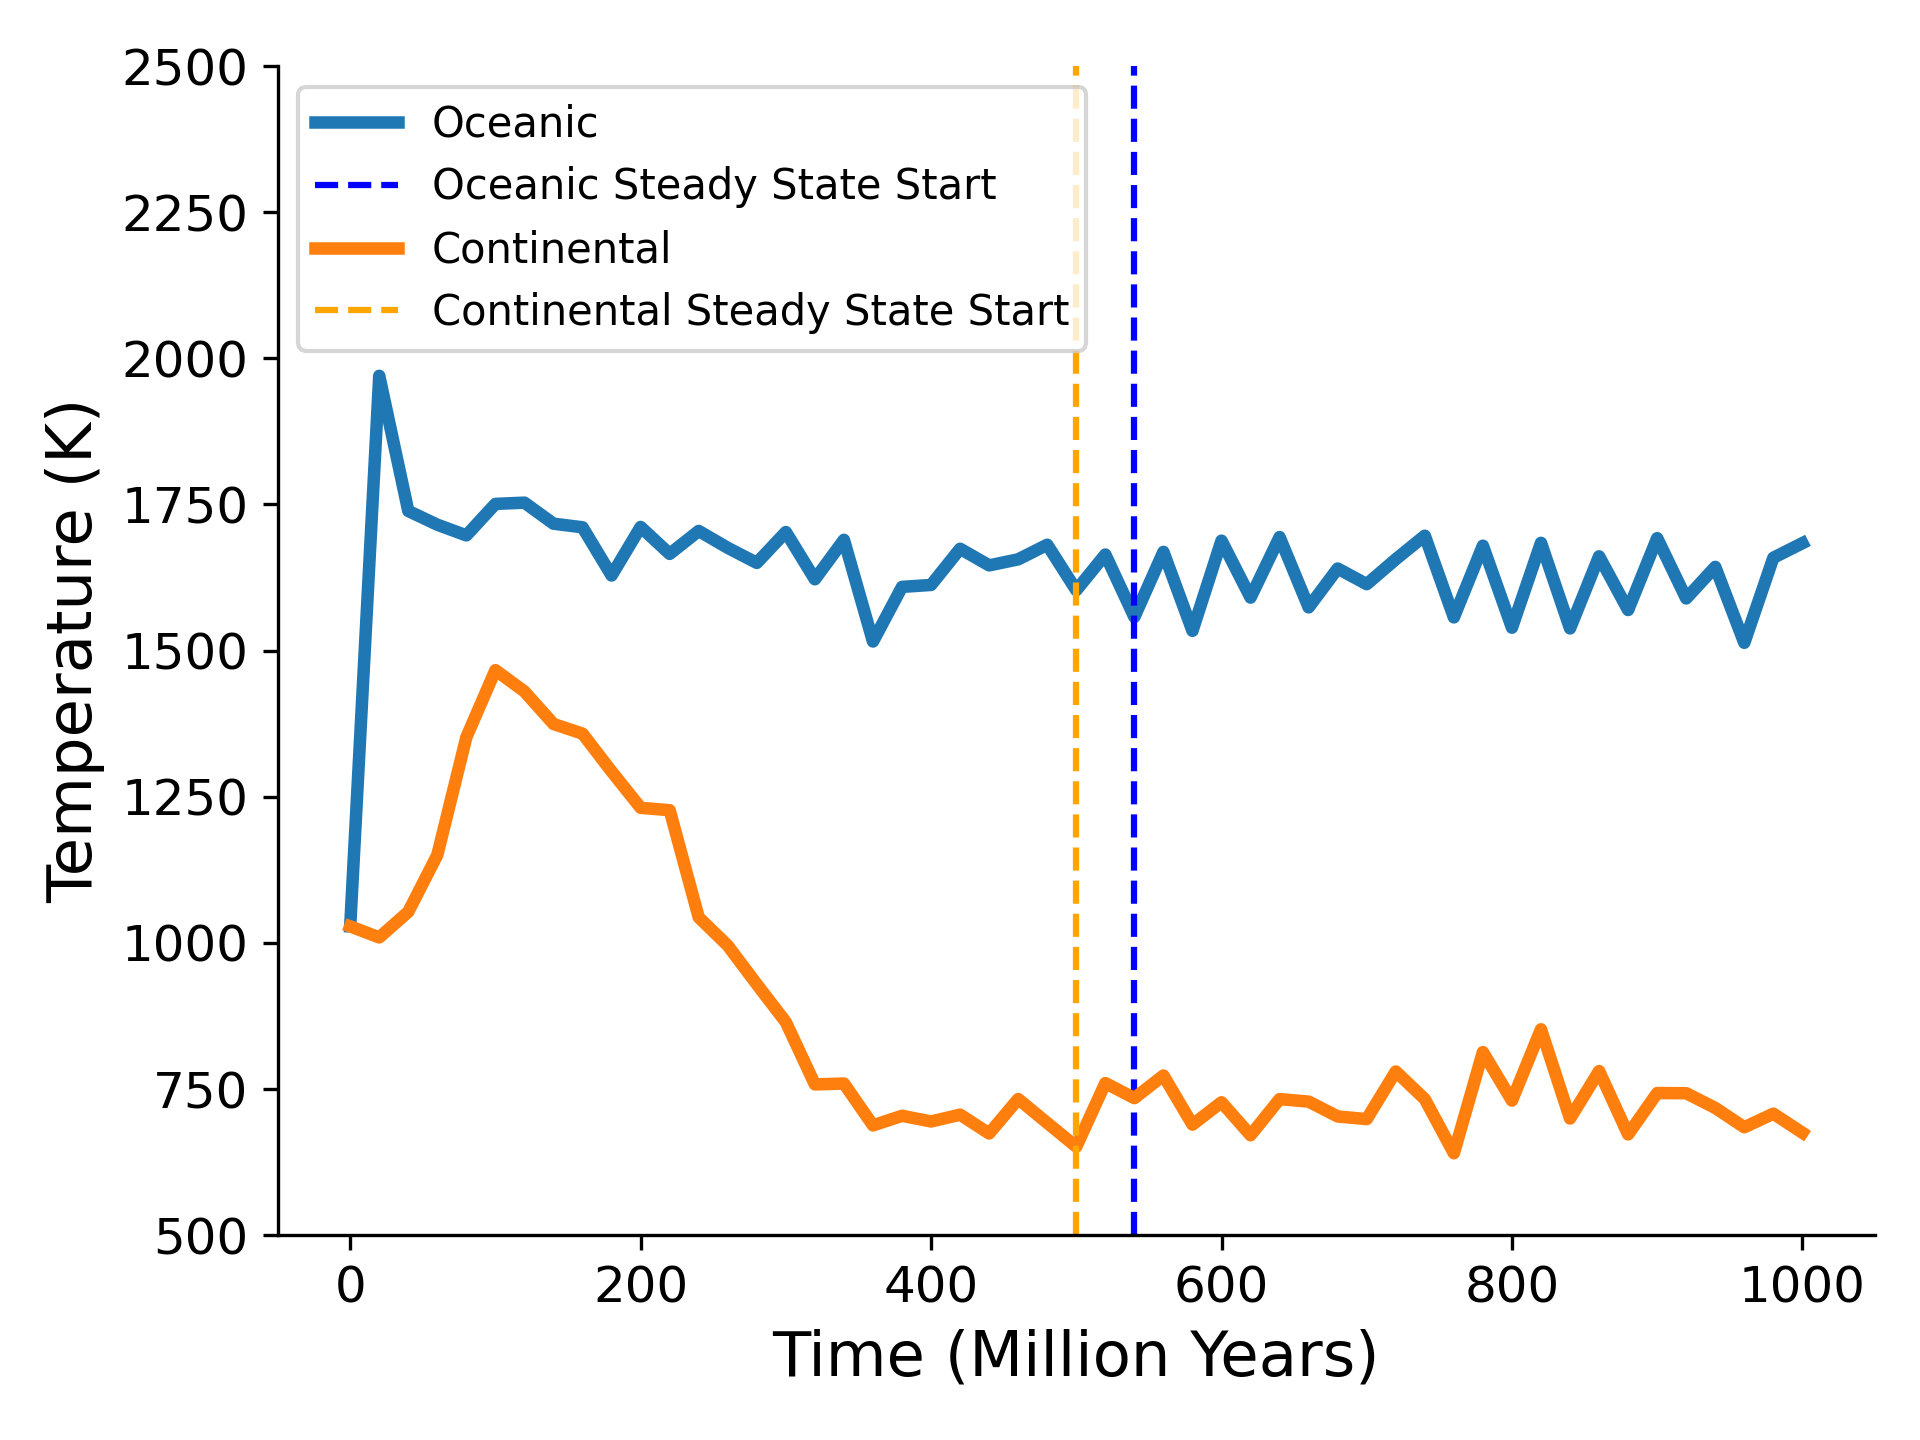 2500
2250
2000
1750
1500
1250
1000
750
500
Temperature (K)
Oceanic
Oceanic Steady State Start
Continental
Continental Steady State Start
0 200 400 600 800 1000
Time (Million Years)